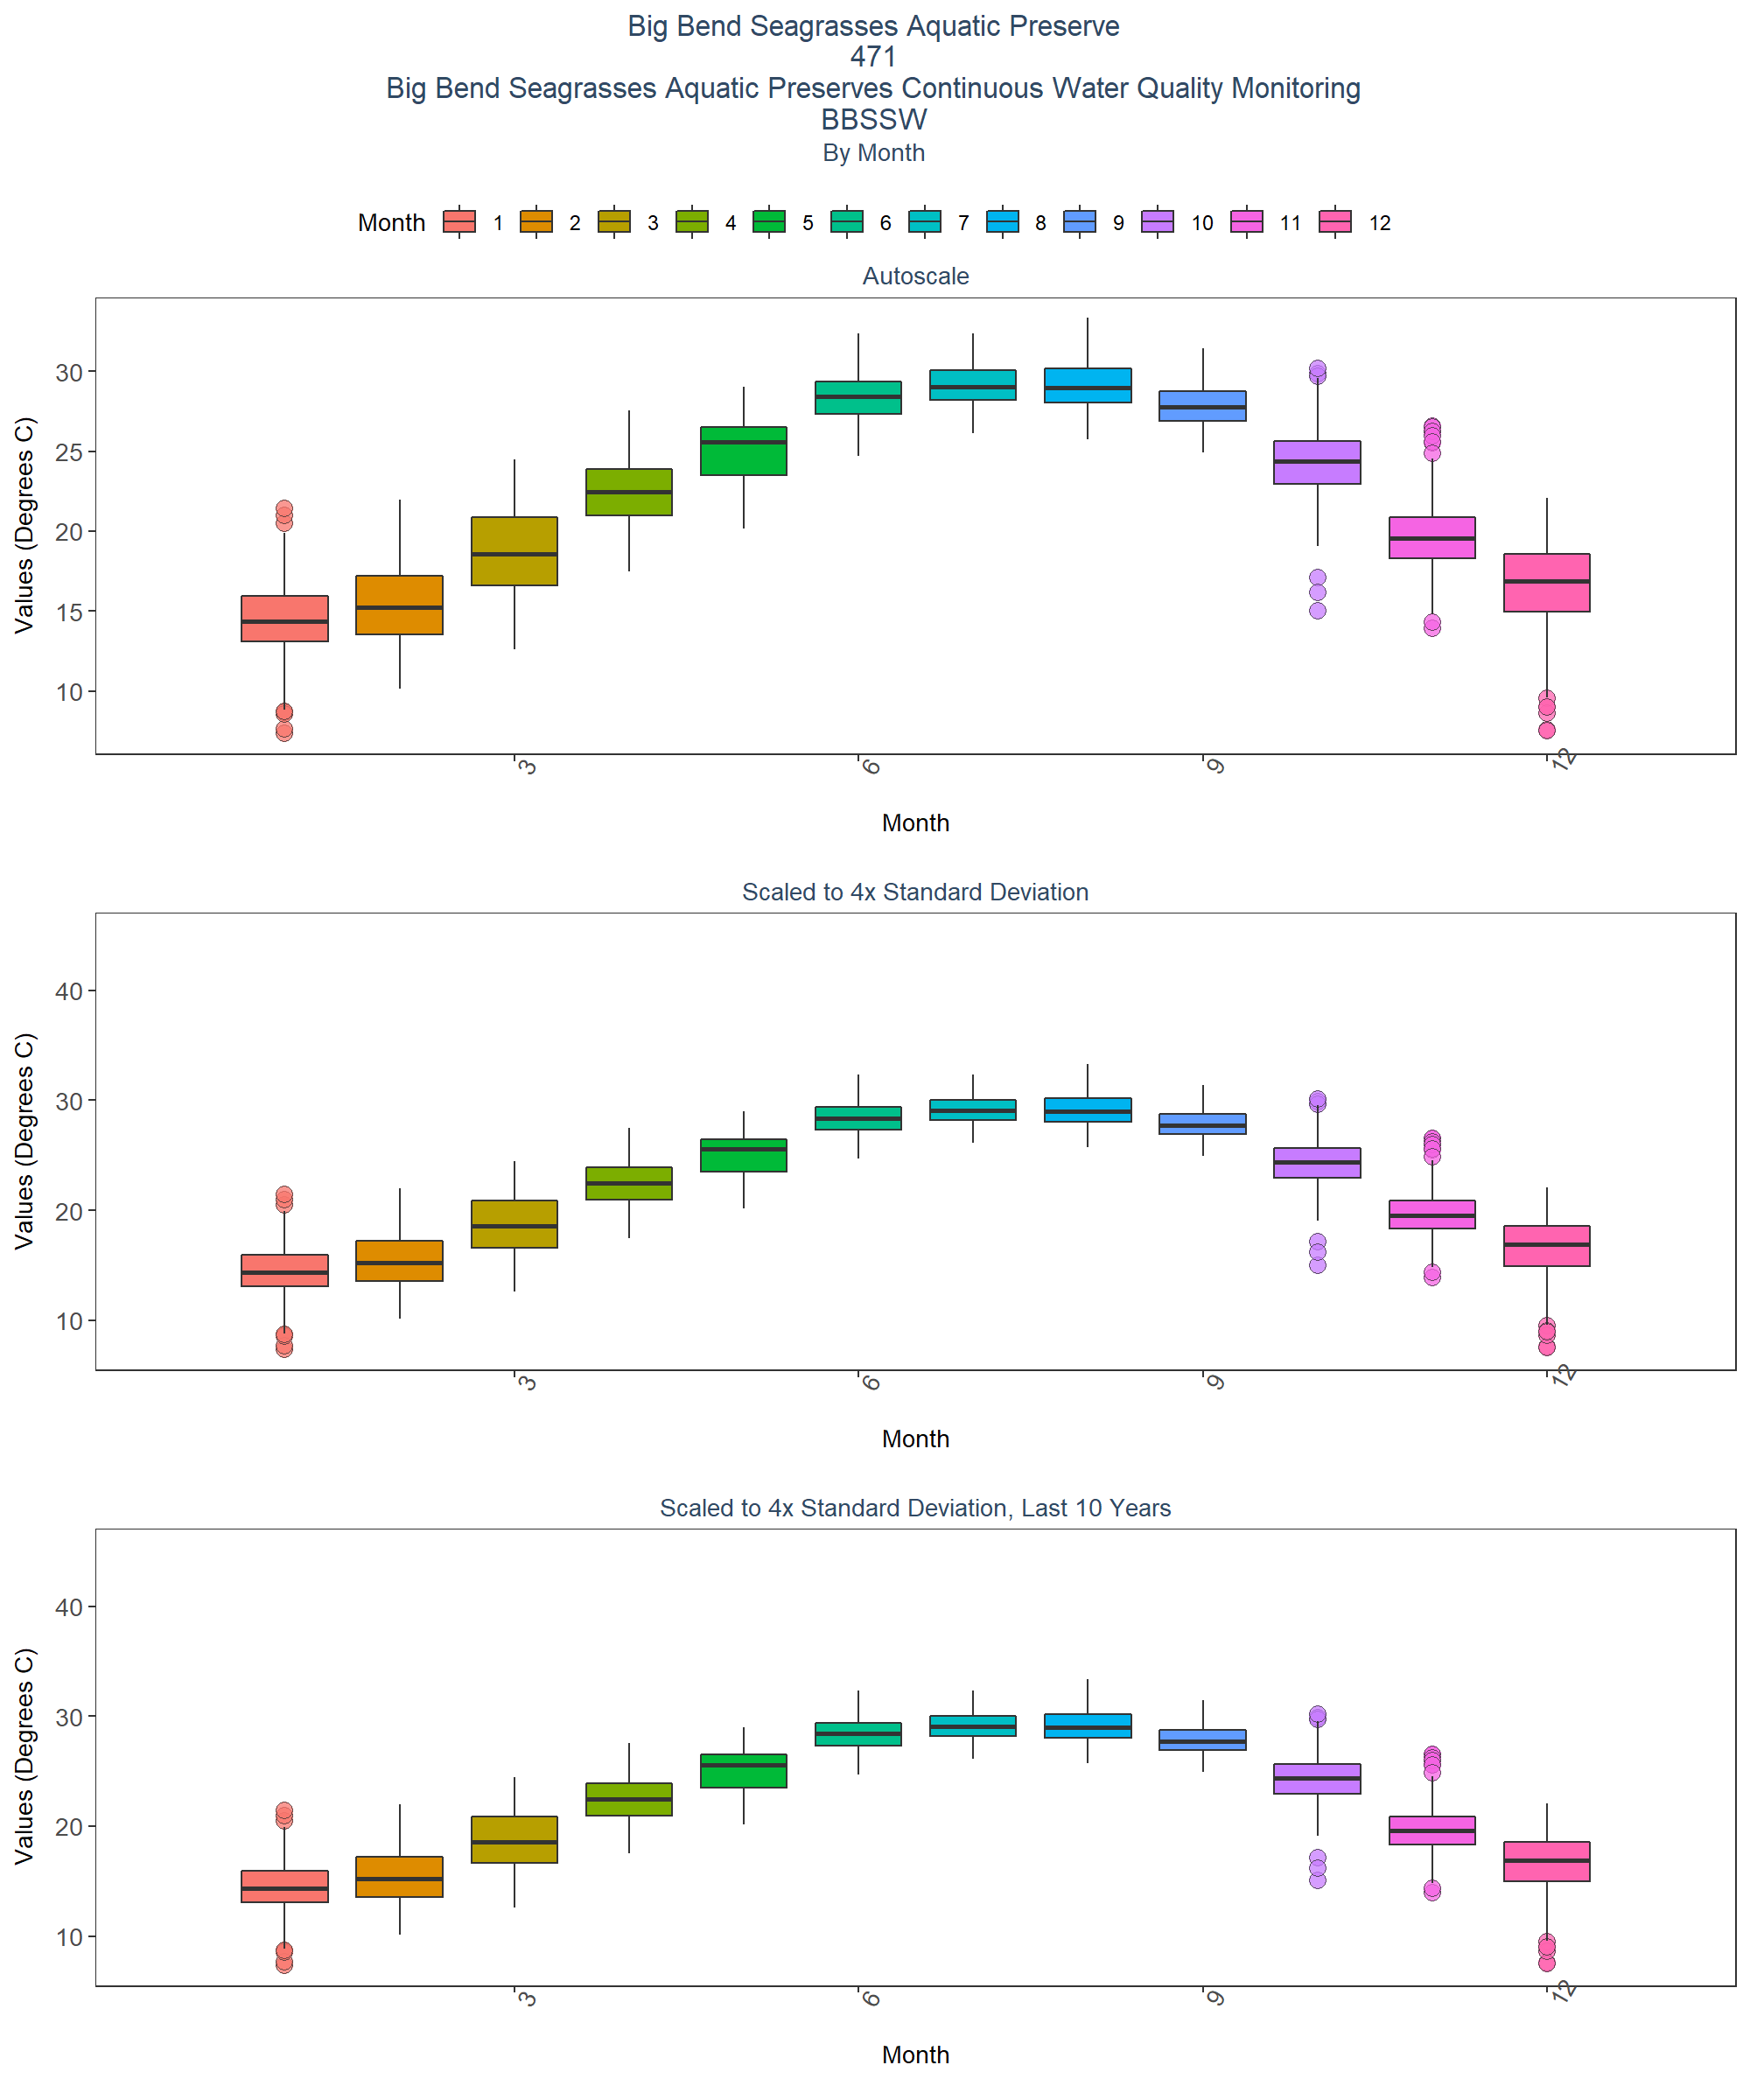 Big Bend Seagrasses Aquatic Preserve
471
Big Bend Seagrasses Aquatic Preserves Continuous Water Quality Monitoring
BBSSW
By Month
Month 1 2 3 4 5 6 7 8 9 10 11 12
Autoscale
Values (Degrees C)
30
25
20
15
10
3 6 9 12
Month
Scaled to 4x Standard Deviation
Values (Degrees C)
40
30
20
10
3 6 9 12
Month
Scaled to 4x Standard Deviation, Last 10 Years
Values (Degrees C)
40
30
20
10
3 6 9 12
Month